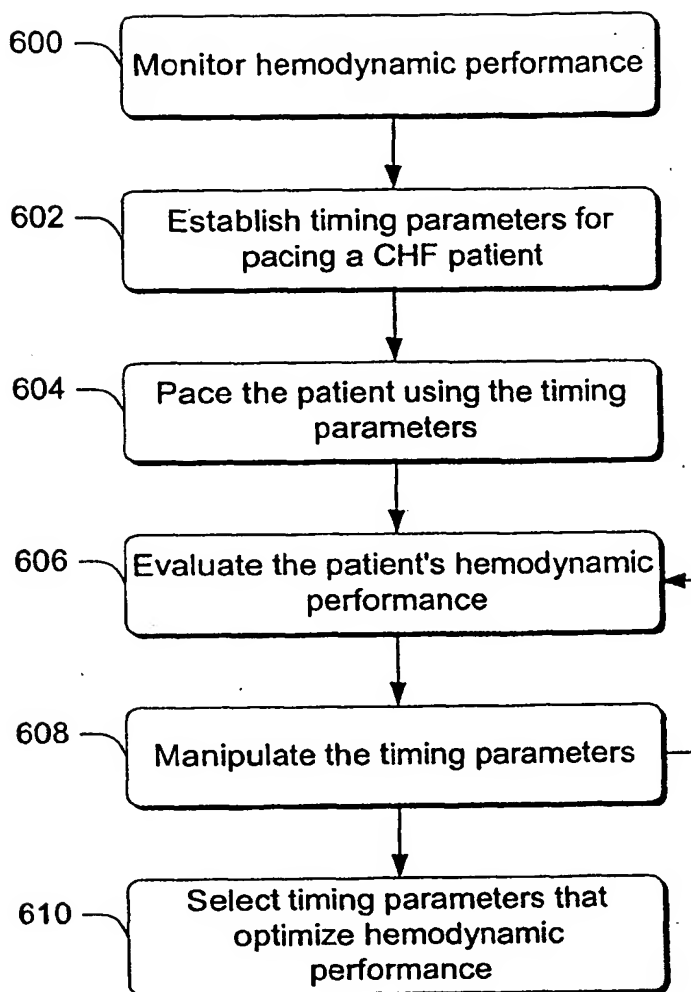 600
Monitor hemodynamic performance
602
Establish timing parameters for
pacing a CHF patient
604
Pace the patient using the timing
parameters
606
Evaluate the patient's hemodynamic
performance
608
Manipulate the timing parameters
610
Select timing parameters that
optimize hemodynamic
performance